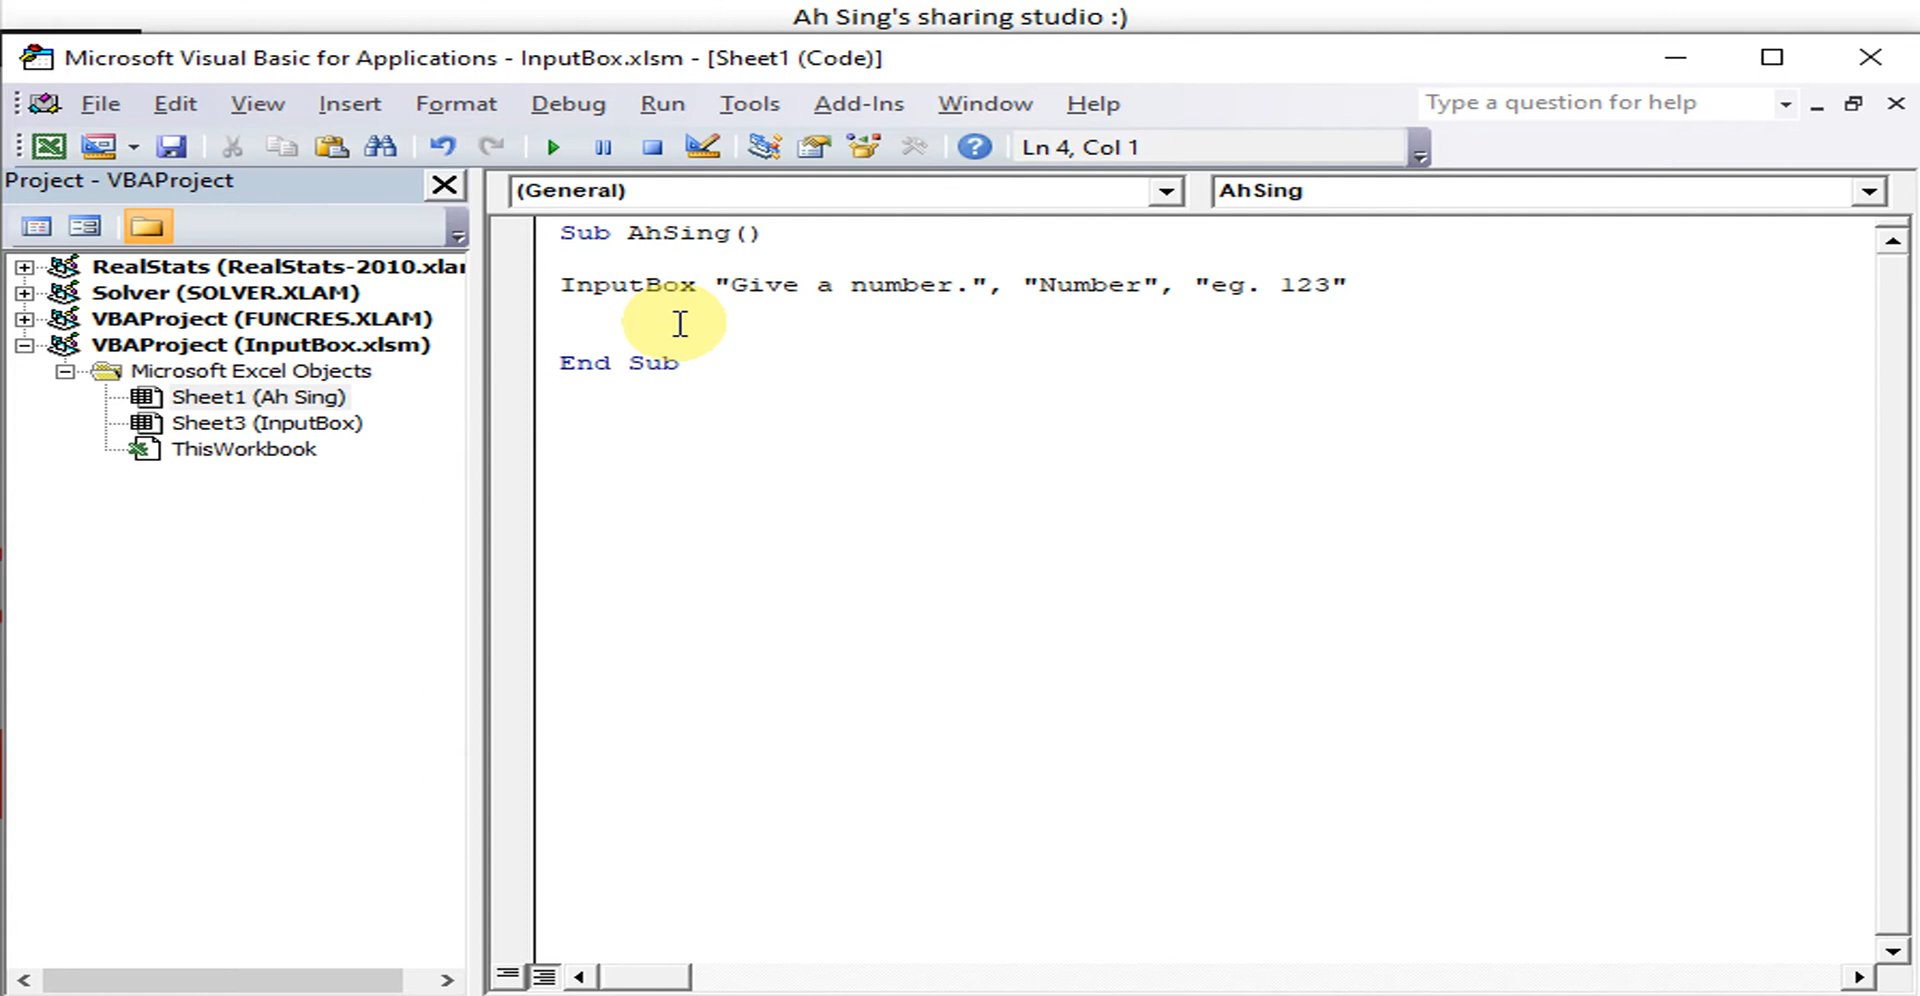 Ah Sing's sharing studio :)
Microsoft Visual Basic for Applications - InputBox.xlsm - [Sheet1 (Code)]
File Edit View Insert Format Debug Run Tools Add-Ins Window Help Type a question for help
Ln 4, Col 1
Project - VBAProject
(General) AhSing
RealStats (RealStats-2010.xlar
Solver (SOLVER.XLAM)
VBAProject (FUNCRES.XLAM)
VBAProject (InputBox.xlsm)
Microsoft Excel Objects
Sheet1 (Ah Sing)
Sheet3 (InputBox)
ThisWorkbook
Sub AhSing()
InputBox "Give a number.", "Number", "eg. 123"
End Sub